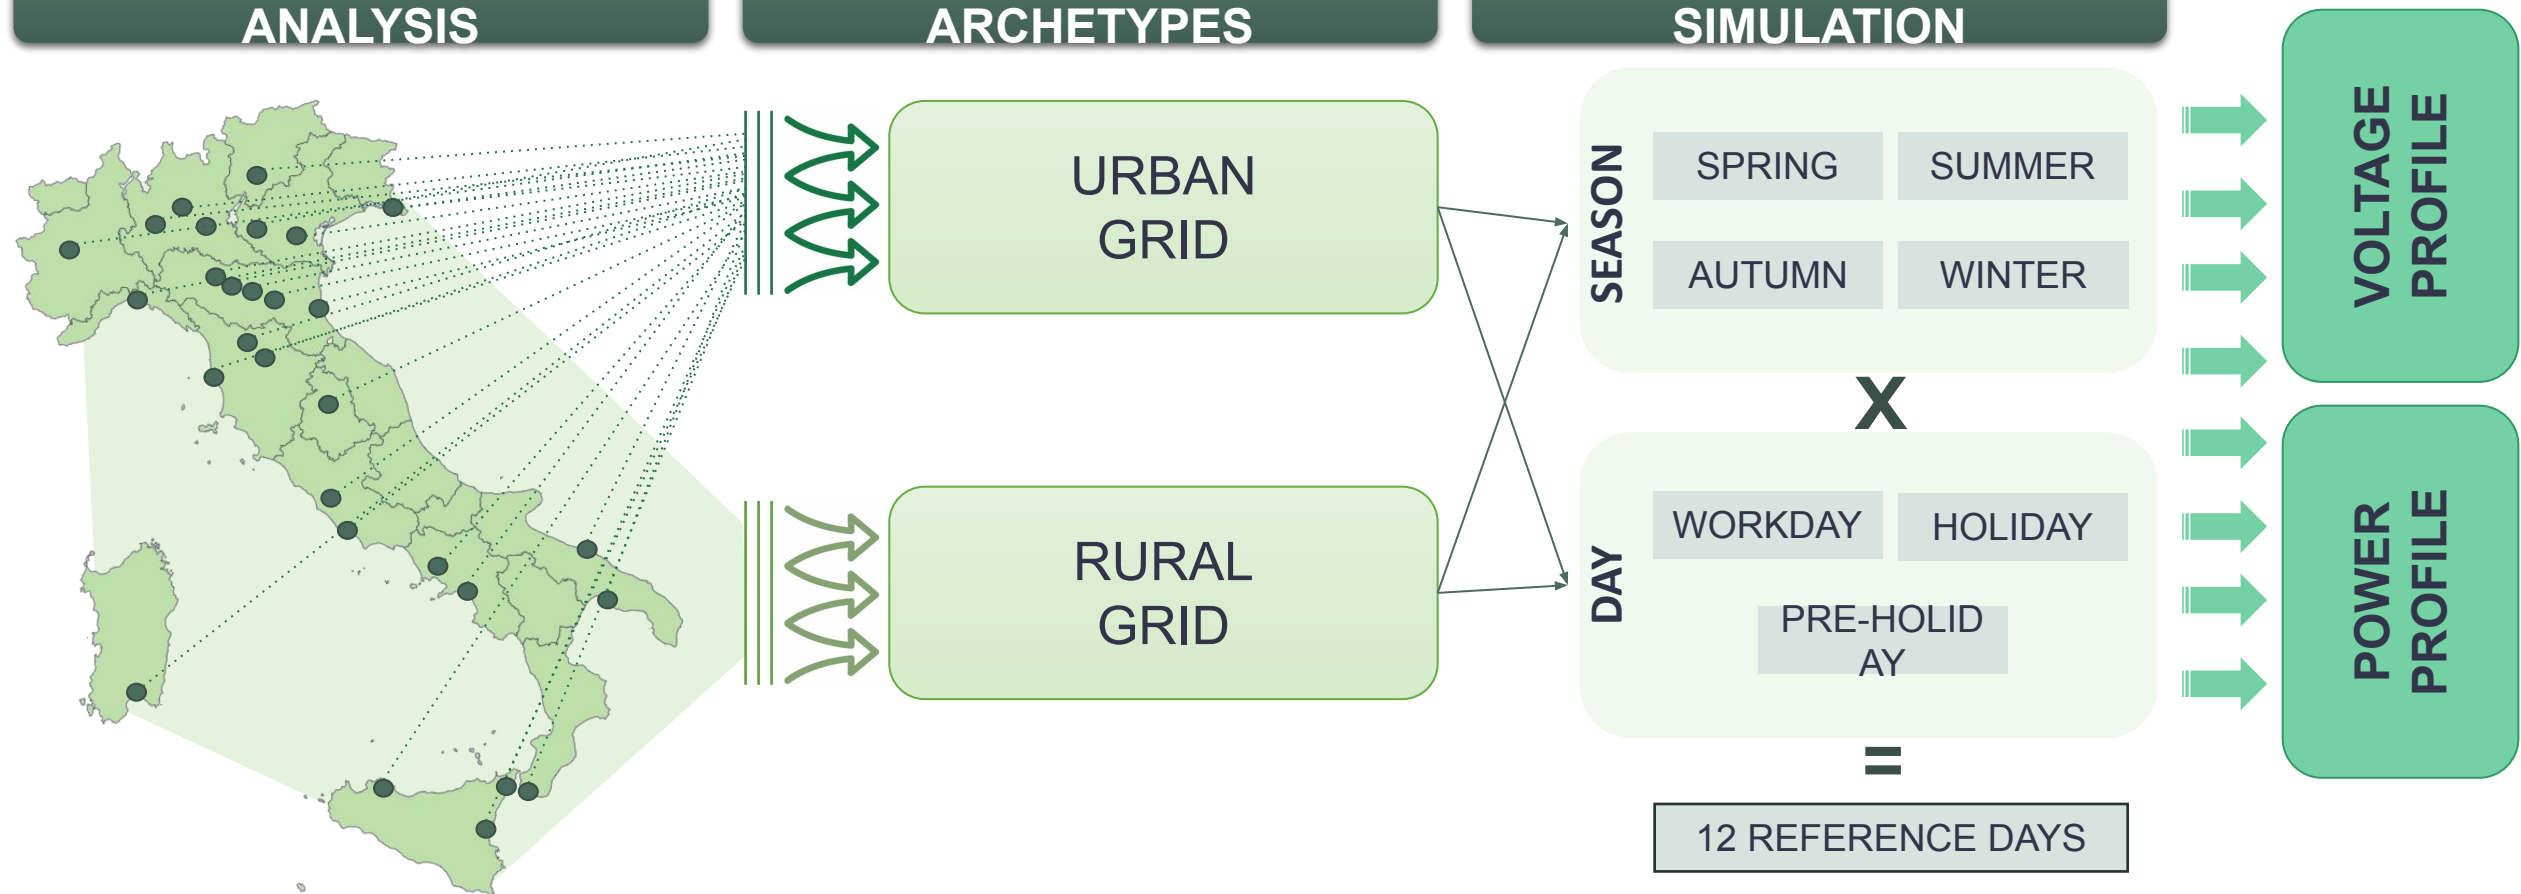 ANALYSIS
ARCHETYPES
SIMULATION
URBAN
GRID
RURAL
GRID
SEASON
SPRING
SUMMER
AUTUMN
WINTER
X
DAY
WORKDAY
HOLIDAY
PRE-HOLID
AY
=
12 REFERENCE DAYS
VOLTAGE
PROFILE
POWER
PROFILE